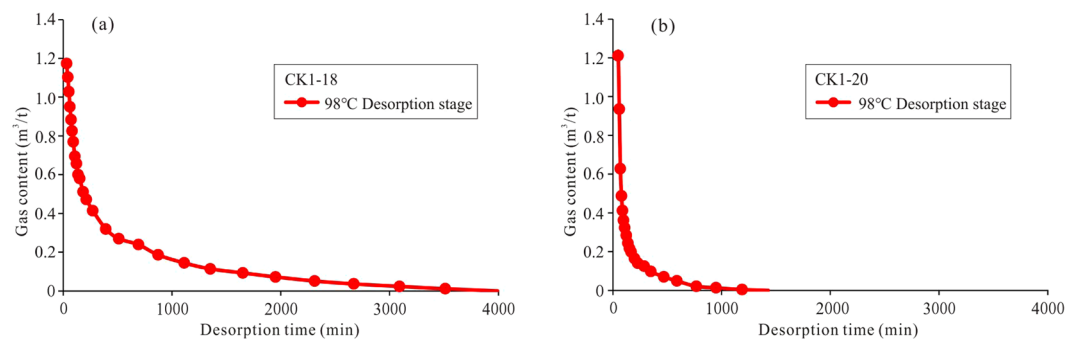 (a)
CK1-18
98℃ Desorption stage
Gas content (m³/t)
1.4
1.2
1.0
0.8
0.6
0.4
0.2
0
0 1000 2000 3000 4000
Desorption time (min)
(b)
CK1-20
98℃ Desorption stage
Gas content (m³/t)
1.4
1.2
1.0
0.8
0.6
0.4
0.2
0
0 1000 2000 3000 4000
Desorption time (min)